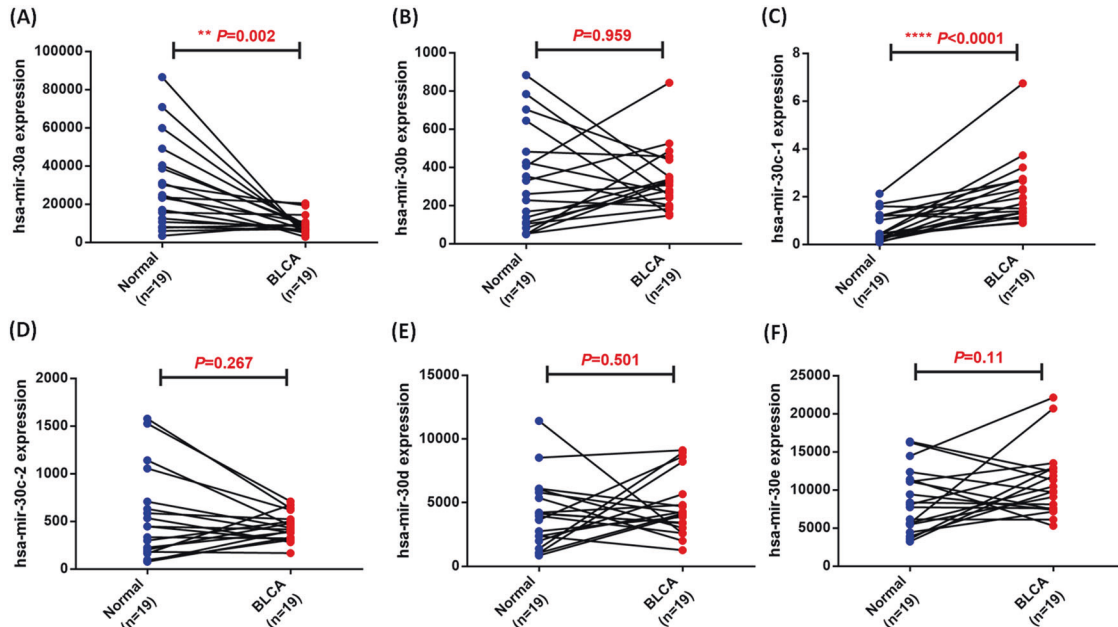 (A)
** P=0.002
hsa-mir-30a expression
100000
80000
60000
40000
20000
0
Normal
(n=19)
BLCA
(n=19)
(B)
P=0.959
hsa-mir-30b expression
1000
800
600
400
200
0
Normal
(n=19)
BLCA
(n=19)
(C)
**** P<0.0001
hsa-mir-30c-1 expression
8
6
4
2
0
Normal
(n=19)
BLCA
(n=19)
(D)
P=0.267
hsa-mir-30c-2 expression
2000
1500
1000
500
0
Normal
(n=19)
BLCA
(n=19)
(E)
P=0.501
hsa-mir-30d expression
15000
10000
5000
0
Normal
(n=19)
BLCA
(n=19)
(F)
P=0.11
hsa-mir-30e expression
25000
20000
15000
10000
5000
0
Normal
(n=19)
BLCA
(n=19)